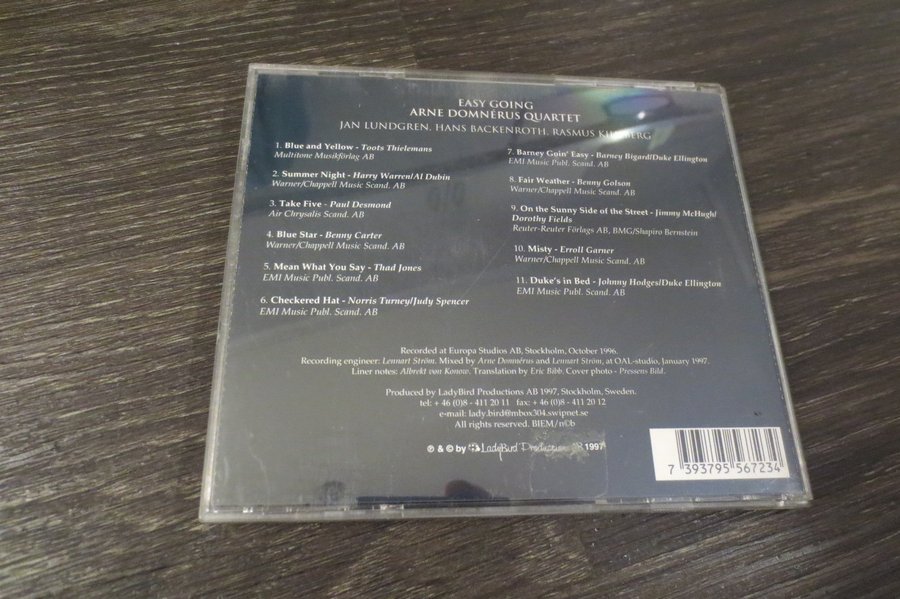 EASY GOING
ARNE DOMNÉRUS QUARTET
JAN LUNDGREN, HANS BACKENROTH, RASMUS
1. Blue and Yellow - Toots Thielemans
Multitone Musikförlag AB
2. Summer Night - Harry Warren/Al Dubin
Warner/Chappell Music Scand. AB
3. Take Five - Paul Desmond
Air Chrysalis Scand. AB
4. Blue Star - Benny Carter
Warner/Chappell Music Scand. AB
5. Mean What You Say - Thad Jones
EMI Music Publ. Scand. AB
6. Checkered Hat - Norris Turney/Judy Spencer
EMI Music Publ. Scand. AB
7. Barney Goin' Easy - Barney Bigard/Duke Ellington
EMI Music Publ. Scand. AB
8. Fair Weather - Benny Golson
Warner/Chappell Music Scand. AB
9. On the Sunny Side of the Street - Jimmy McHugh/
Dorothy Fields
Reuter-Reuter Förlags AB, BMG/Shapiro Bernstein
10. Misty - Erroll Garner
Warner/Chappell Music Scand. AB
11. Duke's in Bed - Johnny Hodges/Duke Ellington
EMI Music Publ. Scand. AB
Recorded at Europa Studios AB, Stockholm, October 1996.
Recording engineer: Lennart Ström. Mixed by Arne Domnérus and Lennart Ström, at OAL-studio, January 1997.
Liner notes: Albrekt von Konow. Translation by Eric Bibb. Cover photo - Pressens Bild.
Produced by LadyBird Productions AB 1997, Stockholm, Sweden.
tel: + 46 (0)8 - 411 20 11 fax: + 46 (0)8 - 411 20 12
e-mail: lady.bird@mbox304.swipnet.se
All rights reserved. BIEM/n©b
℗ & © by LadyBird Production 1997
7 393795 567234